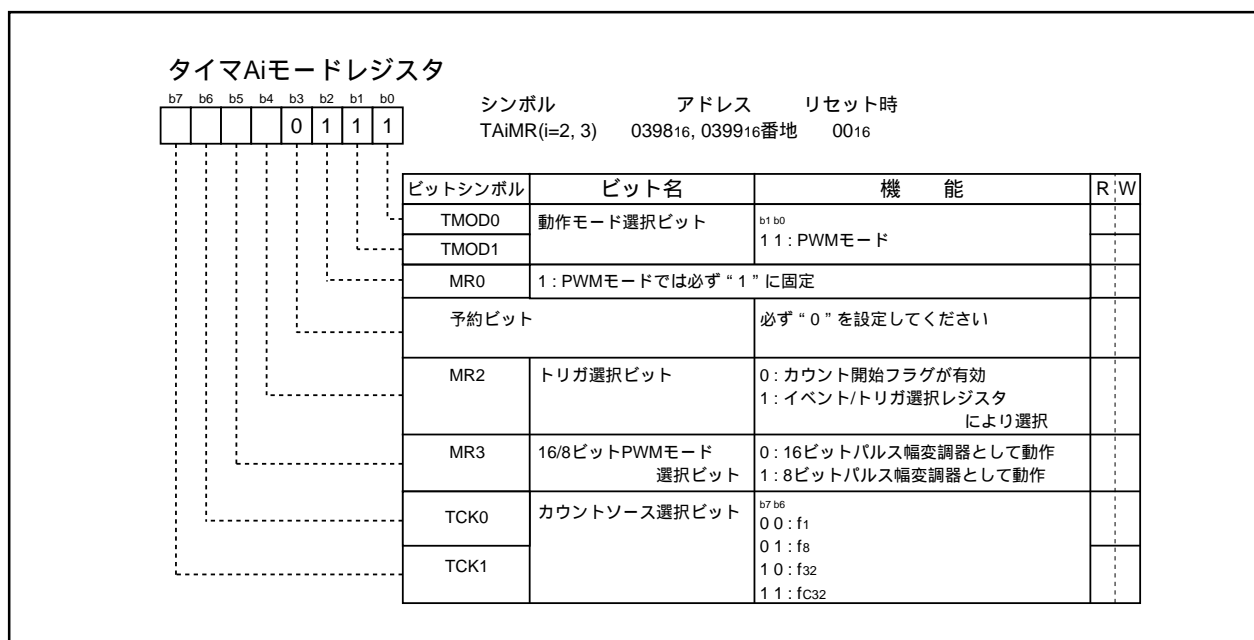 タイマAiモードレジスタ
b7 b6 b5 b4 b3 b2 b1 b0
0 1 1 1
シンボル アドレス リセット時
TAiMR(i=2, 3) 039816, 039916番地 0016
ビットシンボル ビット名 機 能 R W
TMOD0 動作モード選択ビット b1 b0
TMOD1 1 1 : PWMモード
MR0 1 : PWMモードでは必ず“1”に固定
予約ビット 必ず“0”を設定してください
MR2 トリガ選択ビット 0 : カウント開始フラグが有効
1 : イベント/トリガ選択レジスタ
により選択
MR3 16/8ビットPWMモード 0 : 16ビットパルス幅変調器として動作
選択ビット 1 : 8ビットパルス幅変調器として動作
TCK0 カウントソース選択ビット b7 b6
0 0 : f1
0 1 : f8
TCK1 1 0 : f32
1 1 : fC32